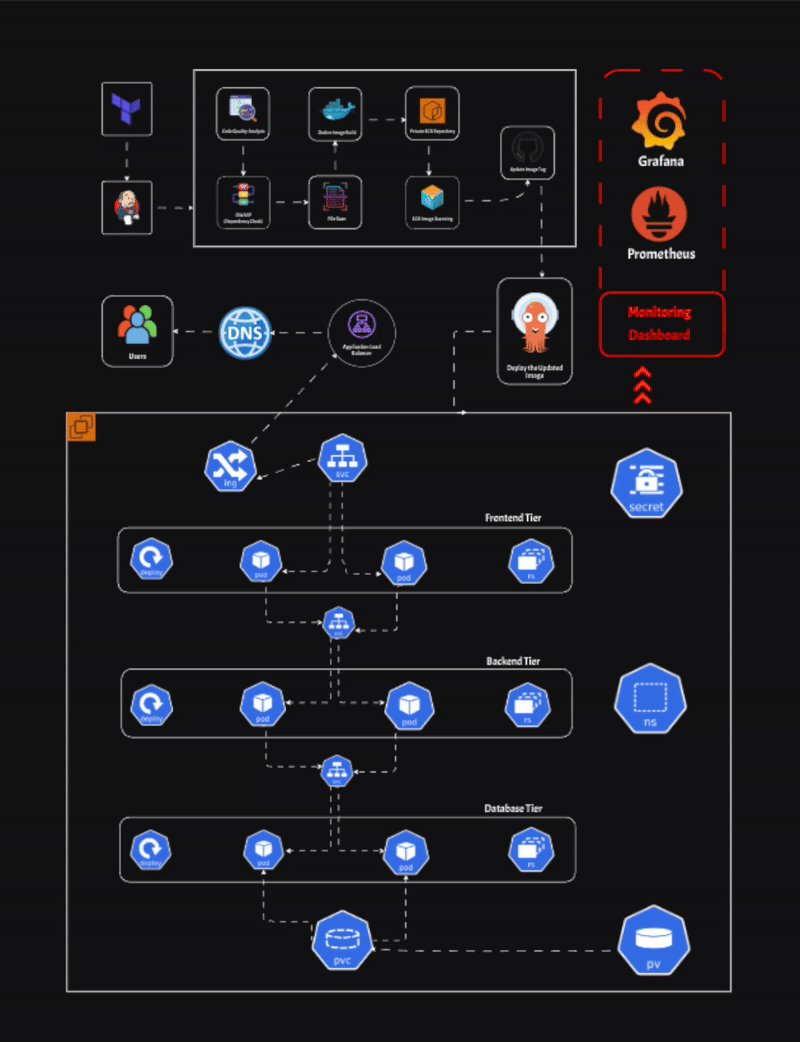 Code Quality Analysis
Docker Image Build
Private ECR Repository
Update Image Tag
OWASP
(Dependency Check)
File Scan
ECR Image Scanning
Grafana
Prometheus
Monitoring
Dashboard
Users
DNS
Application Load
Balancer
Deploy the Updated
Image
ing
svc
secret
Frontend Tier
deploy
pod
pod
rs
svc
Backend Tier
deploy
pod
pod
rs
ns
svc
Database Tier
deploy
pod
pod
rs
pvc
pv